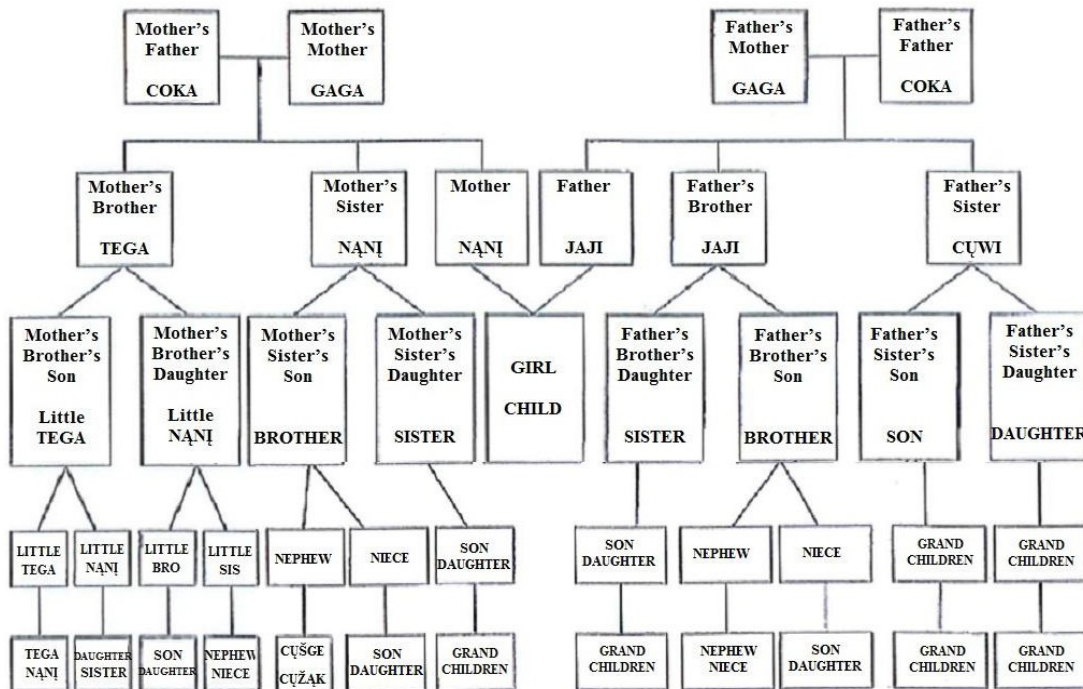 Mother's
Father
COKA
Mother's
Mother
GAGA
Father's
Mother
GAGA
Father's
Father
COKA
Mother's
Brother
TEGA
Mother's
Sister
NĄNĮ
Mother
NĄNĮ
Father
JAJI
Father's
Brother
JAJI
Father's
Sister
CŲWI
Mother's
Brother's
Son
Little
TEGA
Mother's
Brother's
Daughter
Little
NĄNĮ
Mother's
Sister's
Son
BROTHER
Mother's
Sister's
Daughter
SISTER
GIRL
CHILD
Father's
Brother's
Daughter
SISTER
Father's
Brother's
Son
BROTHER
Father's
Sister's
Son
SON
Father's
Sister's
Daughter
DAUGHTER
LITTLE
TEGA
LITTLE
NĄNĮ
LITTLE
BRO
LITTLE
SIS
NEPHEW
NIECE
SON
DAUGHTER
SON
DAUGHTER
NEPHEW
NIECE
GRAND
CHILDREN
GRAND
CHILDREN
TEGA
NĄNĮ
DAUGHTER
SISTER
SON
DAUGHTER
NEPHEW
NIECE
CŲŠGE
CŲŽĄK
SON
DAUGHTER
GRAND
CHILDREN
GRAND
CHILDREN
NEPHEW
NIECE
SON
DAUGHTER
GRAND
CHILDREN
GRAND
CHILDREN